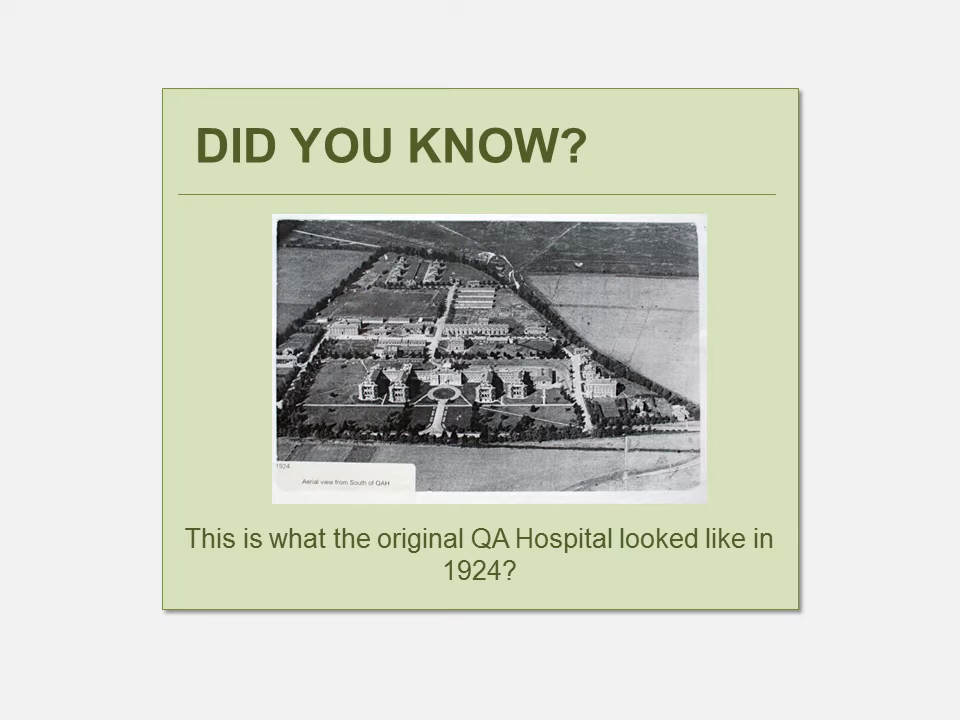 DID YOU KNOW?
1924
Aerial view from South of QAH
This is what the original QA Hospital looked like in
1924?